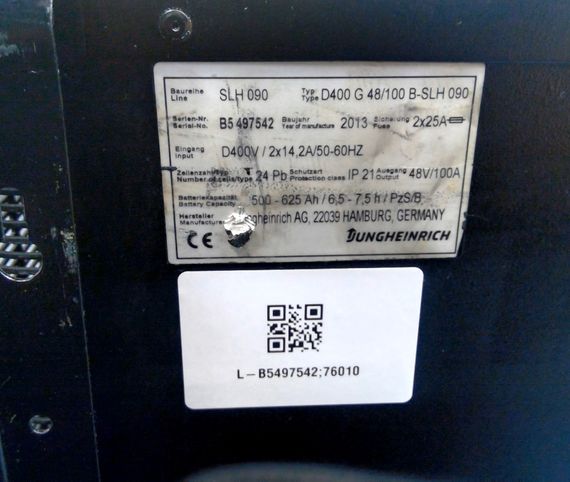 Baureihe Line SLH 090 Typ Type D400 G 48/100 B-SLH 090
Serien-Nr. Serial-No. B5 497542 Baujahr Year of manufacture 2013 Sicherung Fuse 2x25A
Eingang Input D400V / 2x14,2A/50-60HZ
Zellenzahl/Typ Number of cells/type 24 Pb Schutzart Protection class IP 21 Ausgang Output 48V/100A
Batteriekapazität Battery Capacity 500 - 625 Ah / 6,5 - 7,5 h / PzS/B
Hersteller Manufacturer ungheinrich AG, 22039 HAMBURG, GERMANY
CE JUNGHEINRICH
L-B5497542;76010